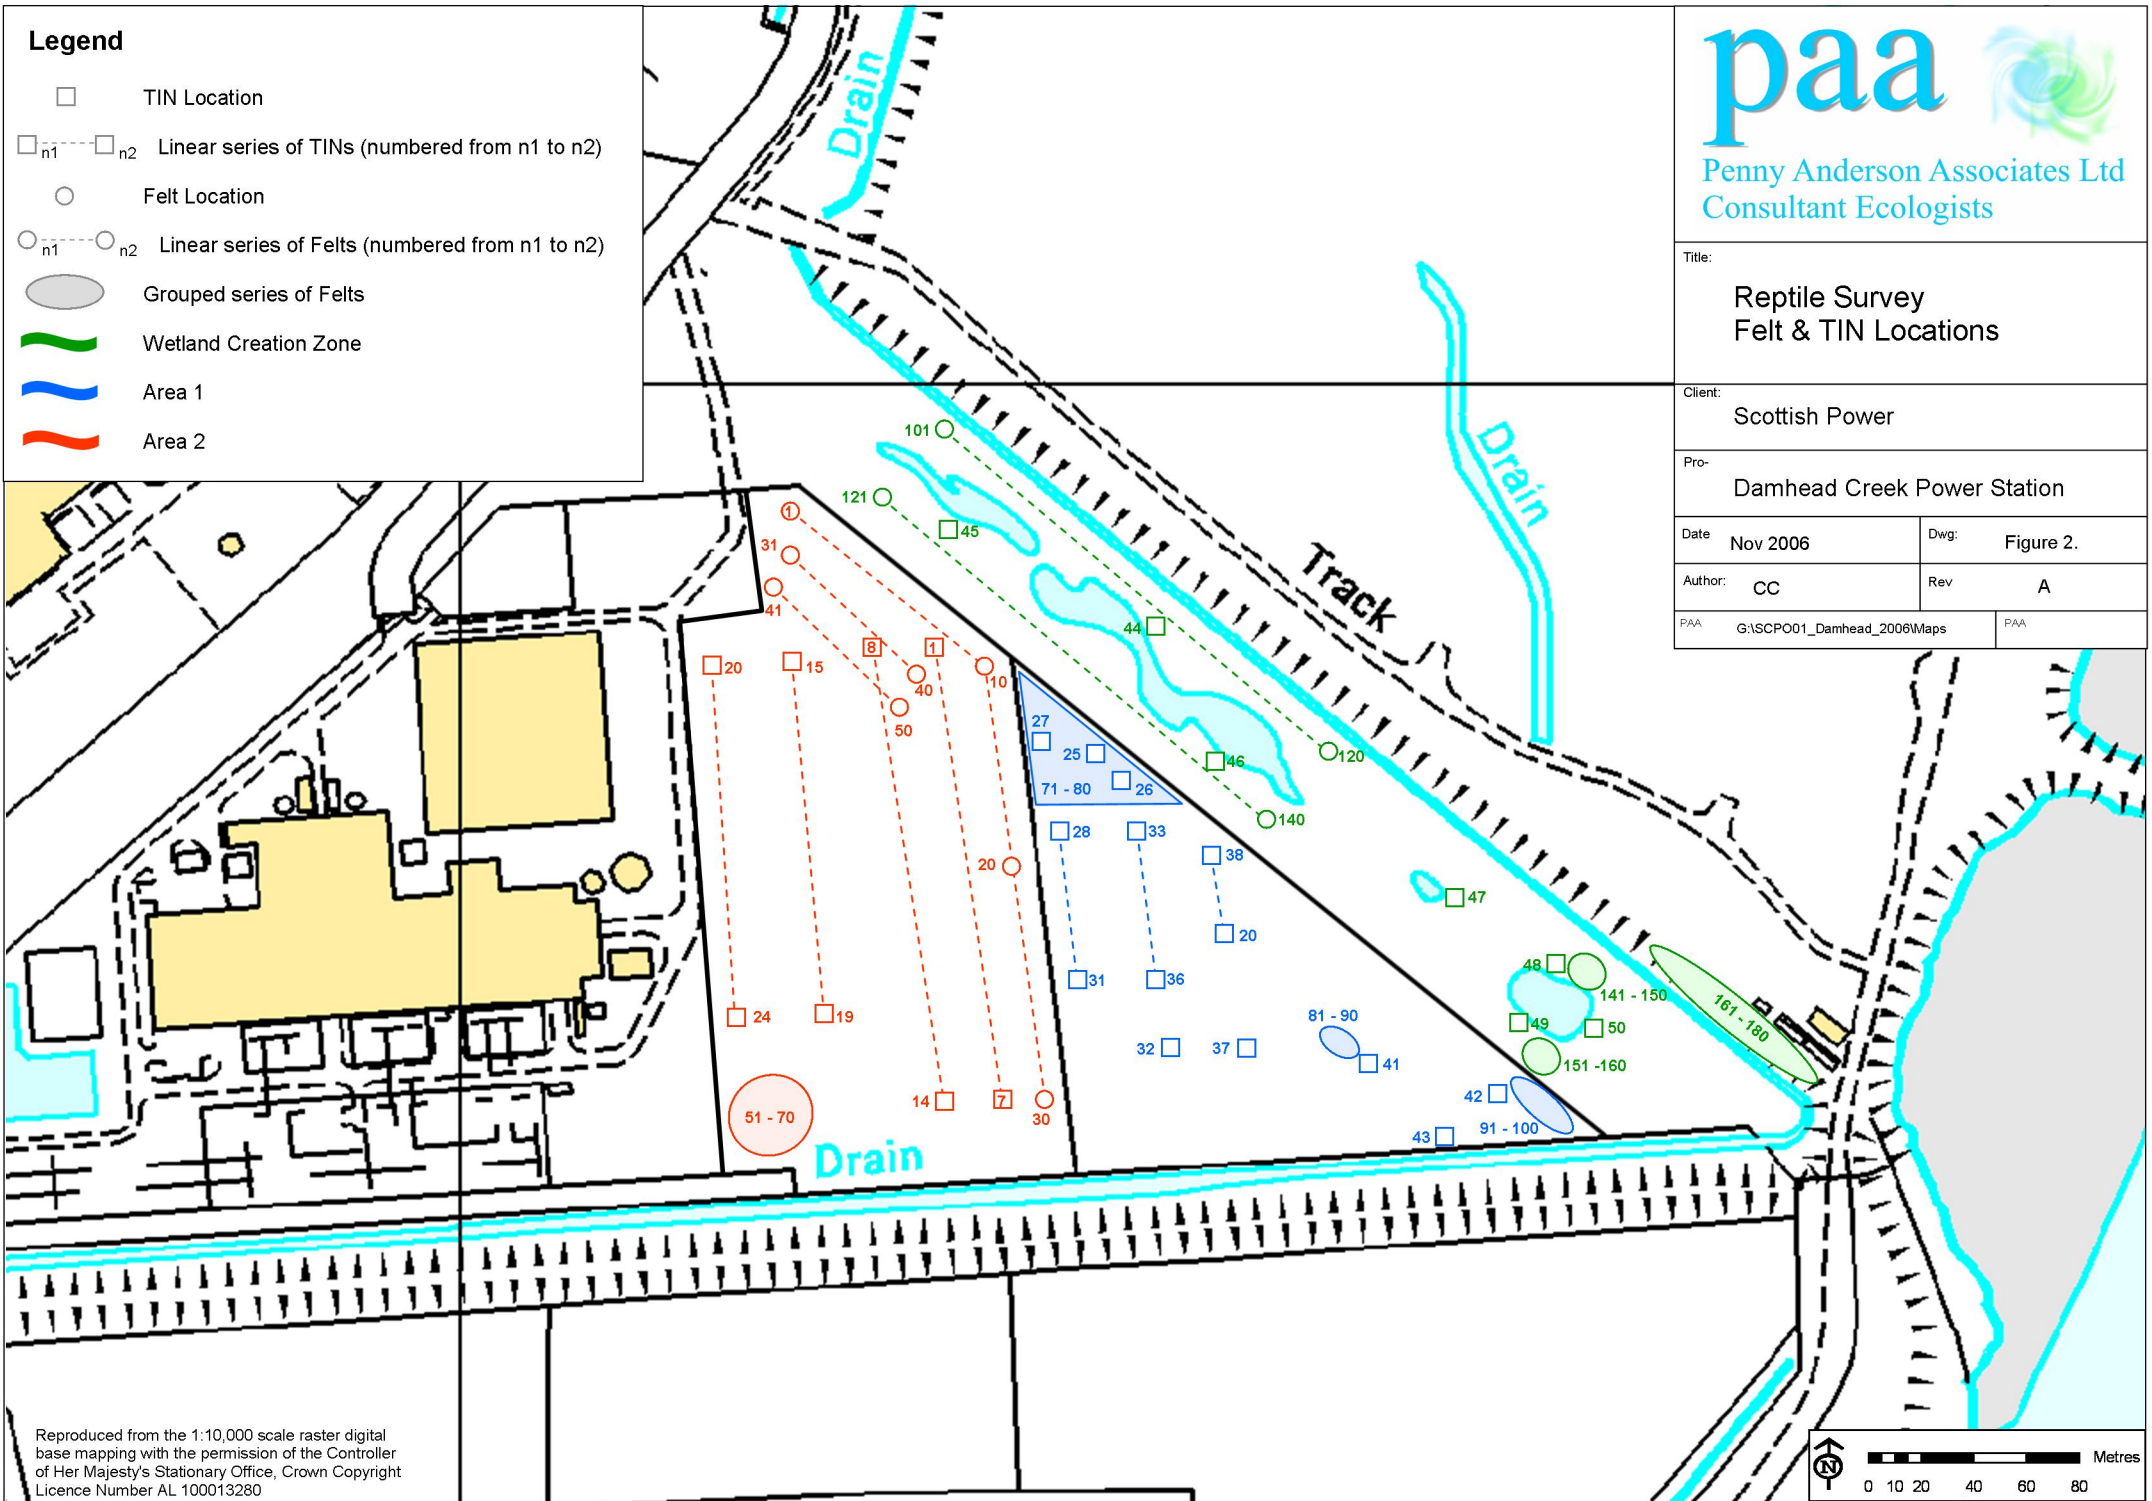 Legend
TIN Location
n1 n2 Linear series of TINs (numbered from n1 to n2)
Felt Location
n1 n2 Linear series of Felts (numbered from n1 to n2)
Grouped series of Felts
Wetland Creation Zone
Area 1
Area 2
paa
Penny Anderson Associates Ltd
Consultant Ecologists
Title:
Reptile Survey
Felt & TIN Locations
Client:
Scottish Power
Pro-
Damhead Creek Power Station
Date
Nov 2006
Dwg:
Figure 2.
Author:
CC
Rev
A
PAA
G:\SCPO01_Damhead_2006\Maps
PAA
Drain
Drain
Track
Drain
101
121
45
44
46
120
140
47
48
141 - 150
49
50
151 -160
161 - 180
1
31
41
8
1
20
15
40
10
50
20
24
19
14
7
30
51 - 70
27
25
26
71 - 80
28
33
38
20
31
36
32
37
81 - 90
41
42
91 - 100
43
Reproduced from the 1:10,000 scale raster digital
base mapping with the permission of the Controller
of Her Majesty's Stationary Office, Crown Copyright
Licence Number AL 100013280
N
Metres
0 10 20 40 60 80